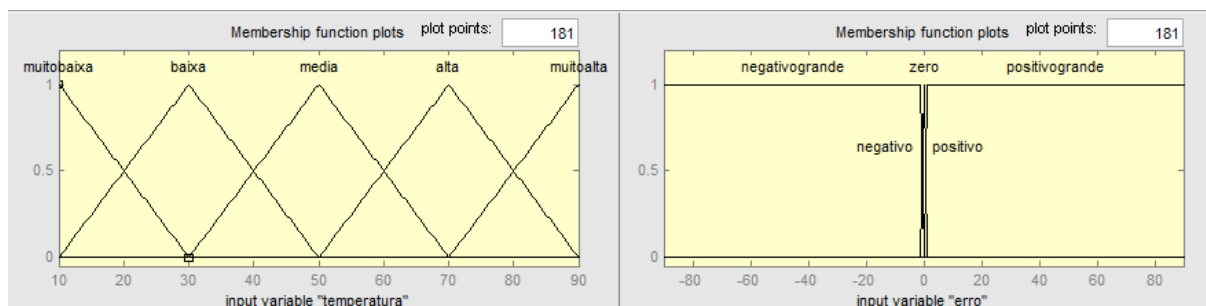 Membership function plots plot points: 181
muitobaixa baixa media alta muitoalta
1
0.5
0
10 20 30 40 50 60 70 80 90
input variable "temperatura"
Membership function plots plot points: 181
negativogrande zero positivogrande
1
negativo positivo
0.5
0
-80 -60 -40 -20 0 20 40 60 80
input variable "erro"